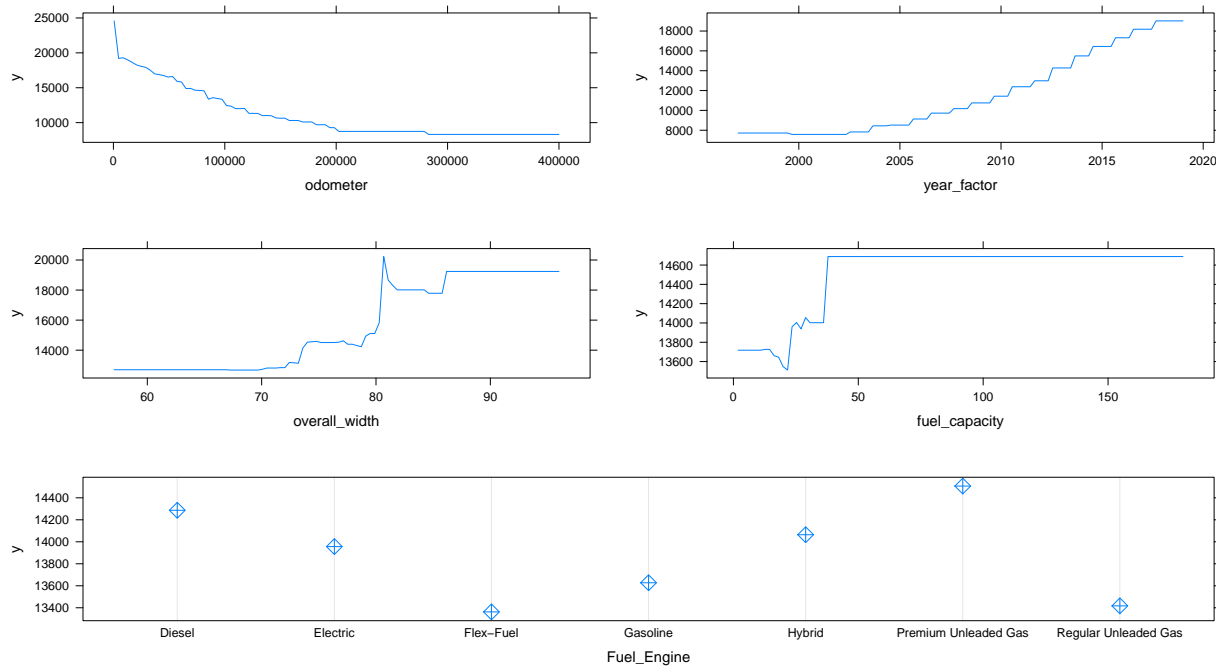 y
25000
20000
15000
10000
0 100000 200000 300000 400000
odometer
y
18000
16000
14000
12000
10000
8000
2000 2005 2010 2015 2020
year_factor
y
20000
18000
16000
14000
60 70 80 90
overall_width
y
14600
14400
14200
14000
13800
13600
0 50 100 150
fuel_capacity
y
14400
14200
14000
13800
13600
13400
Diesel Electric Flex−Fuel Gasoline Hybrid Premium Unleaded Gas Regular Unleaded Gas
Fuel_Engine